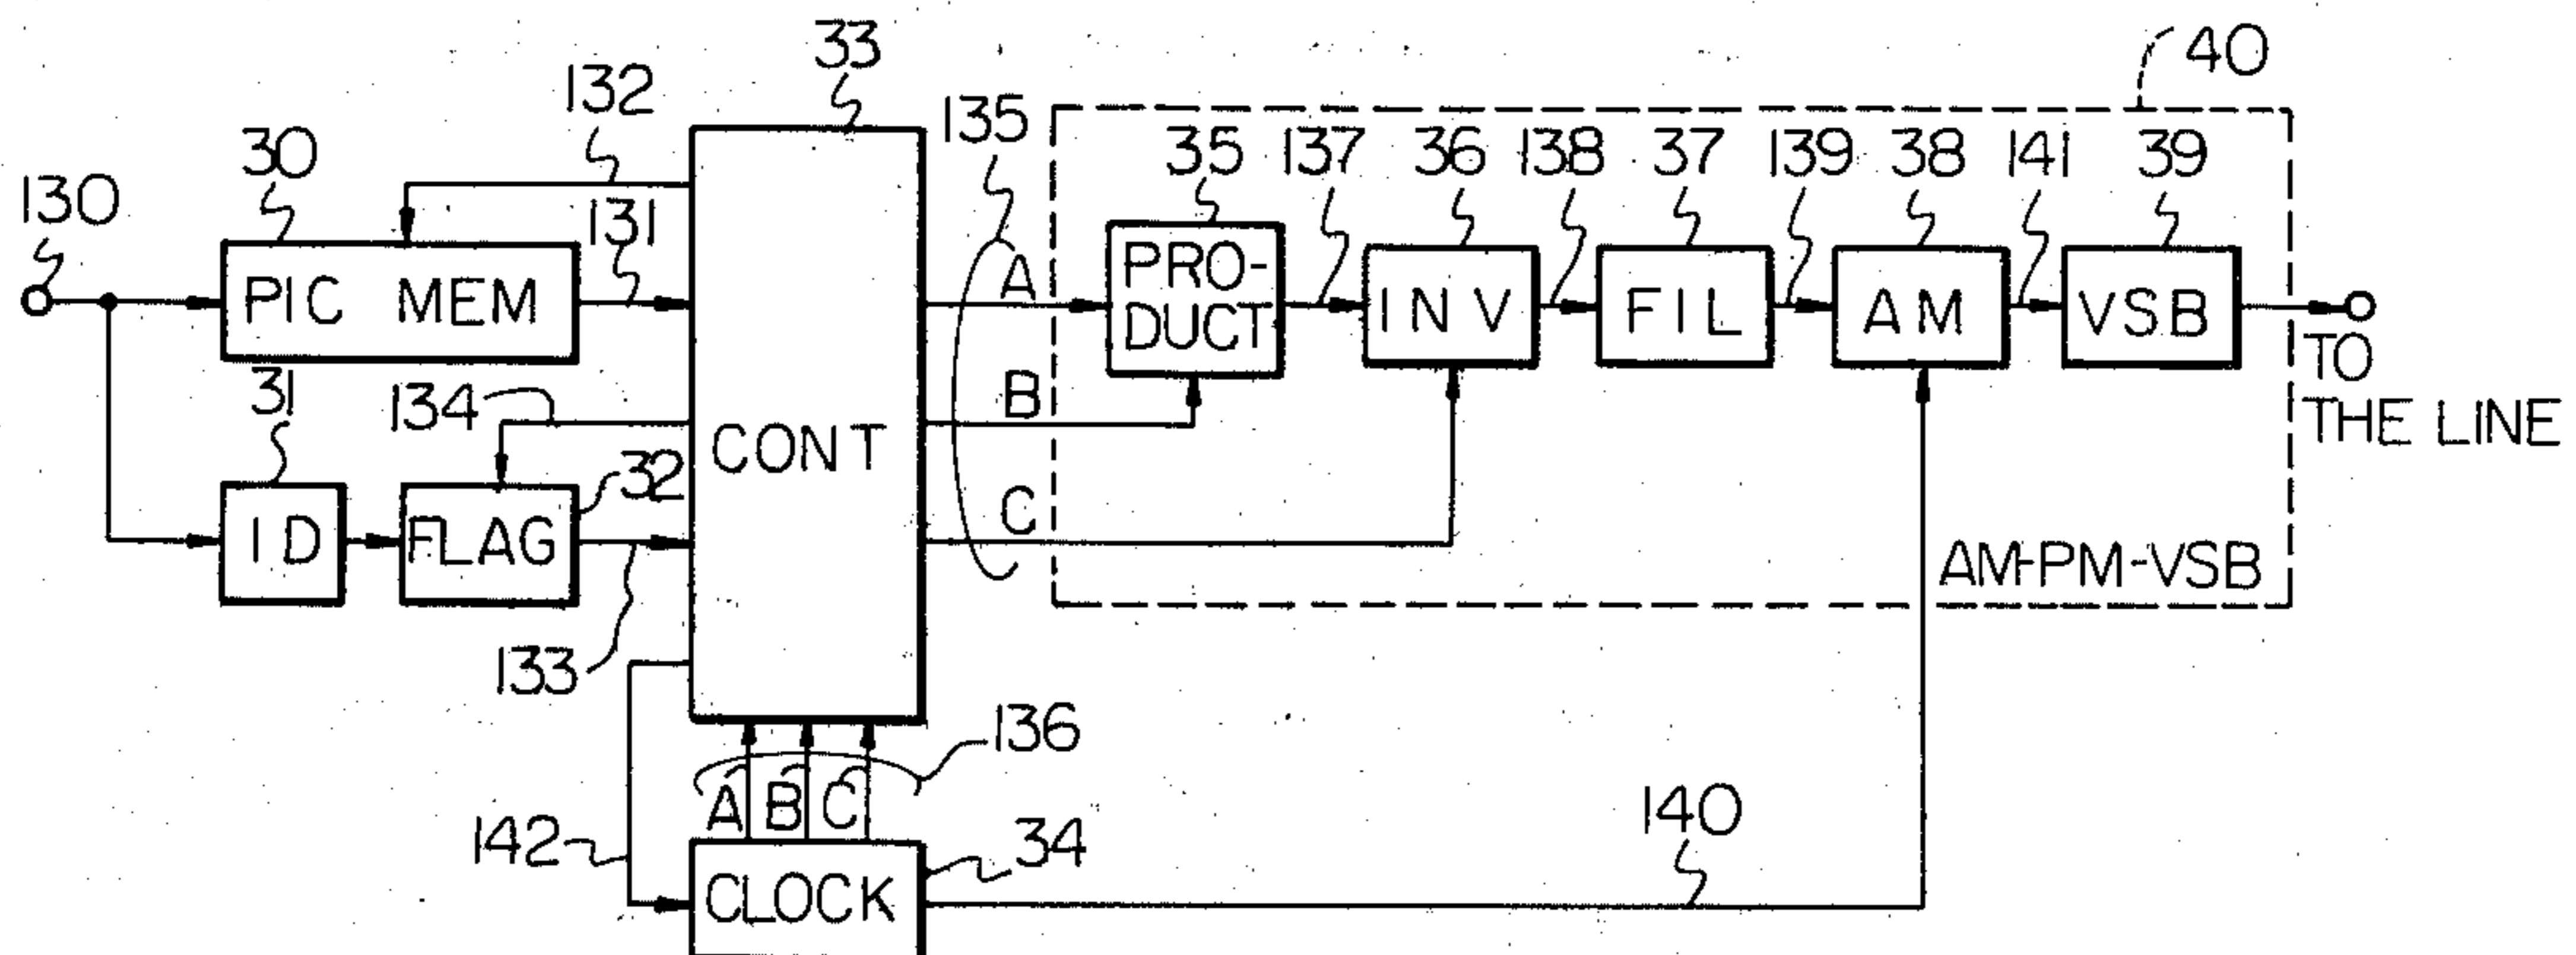 33
40
132
135
30
35
137
36
138
37
139
38
141
39
130
131
PIC MEM
A
PRO-
DUCT
INV
FIL
AM
VSB
TO
THE LINE
31
134
B
CONT
32
C
ID
FLAG
AM-PM-VSB
133
136
A
B
C
142
140
34
CLOCK